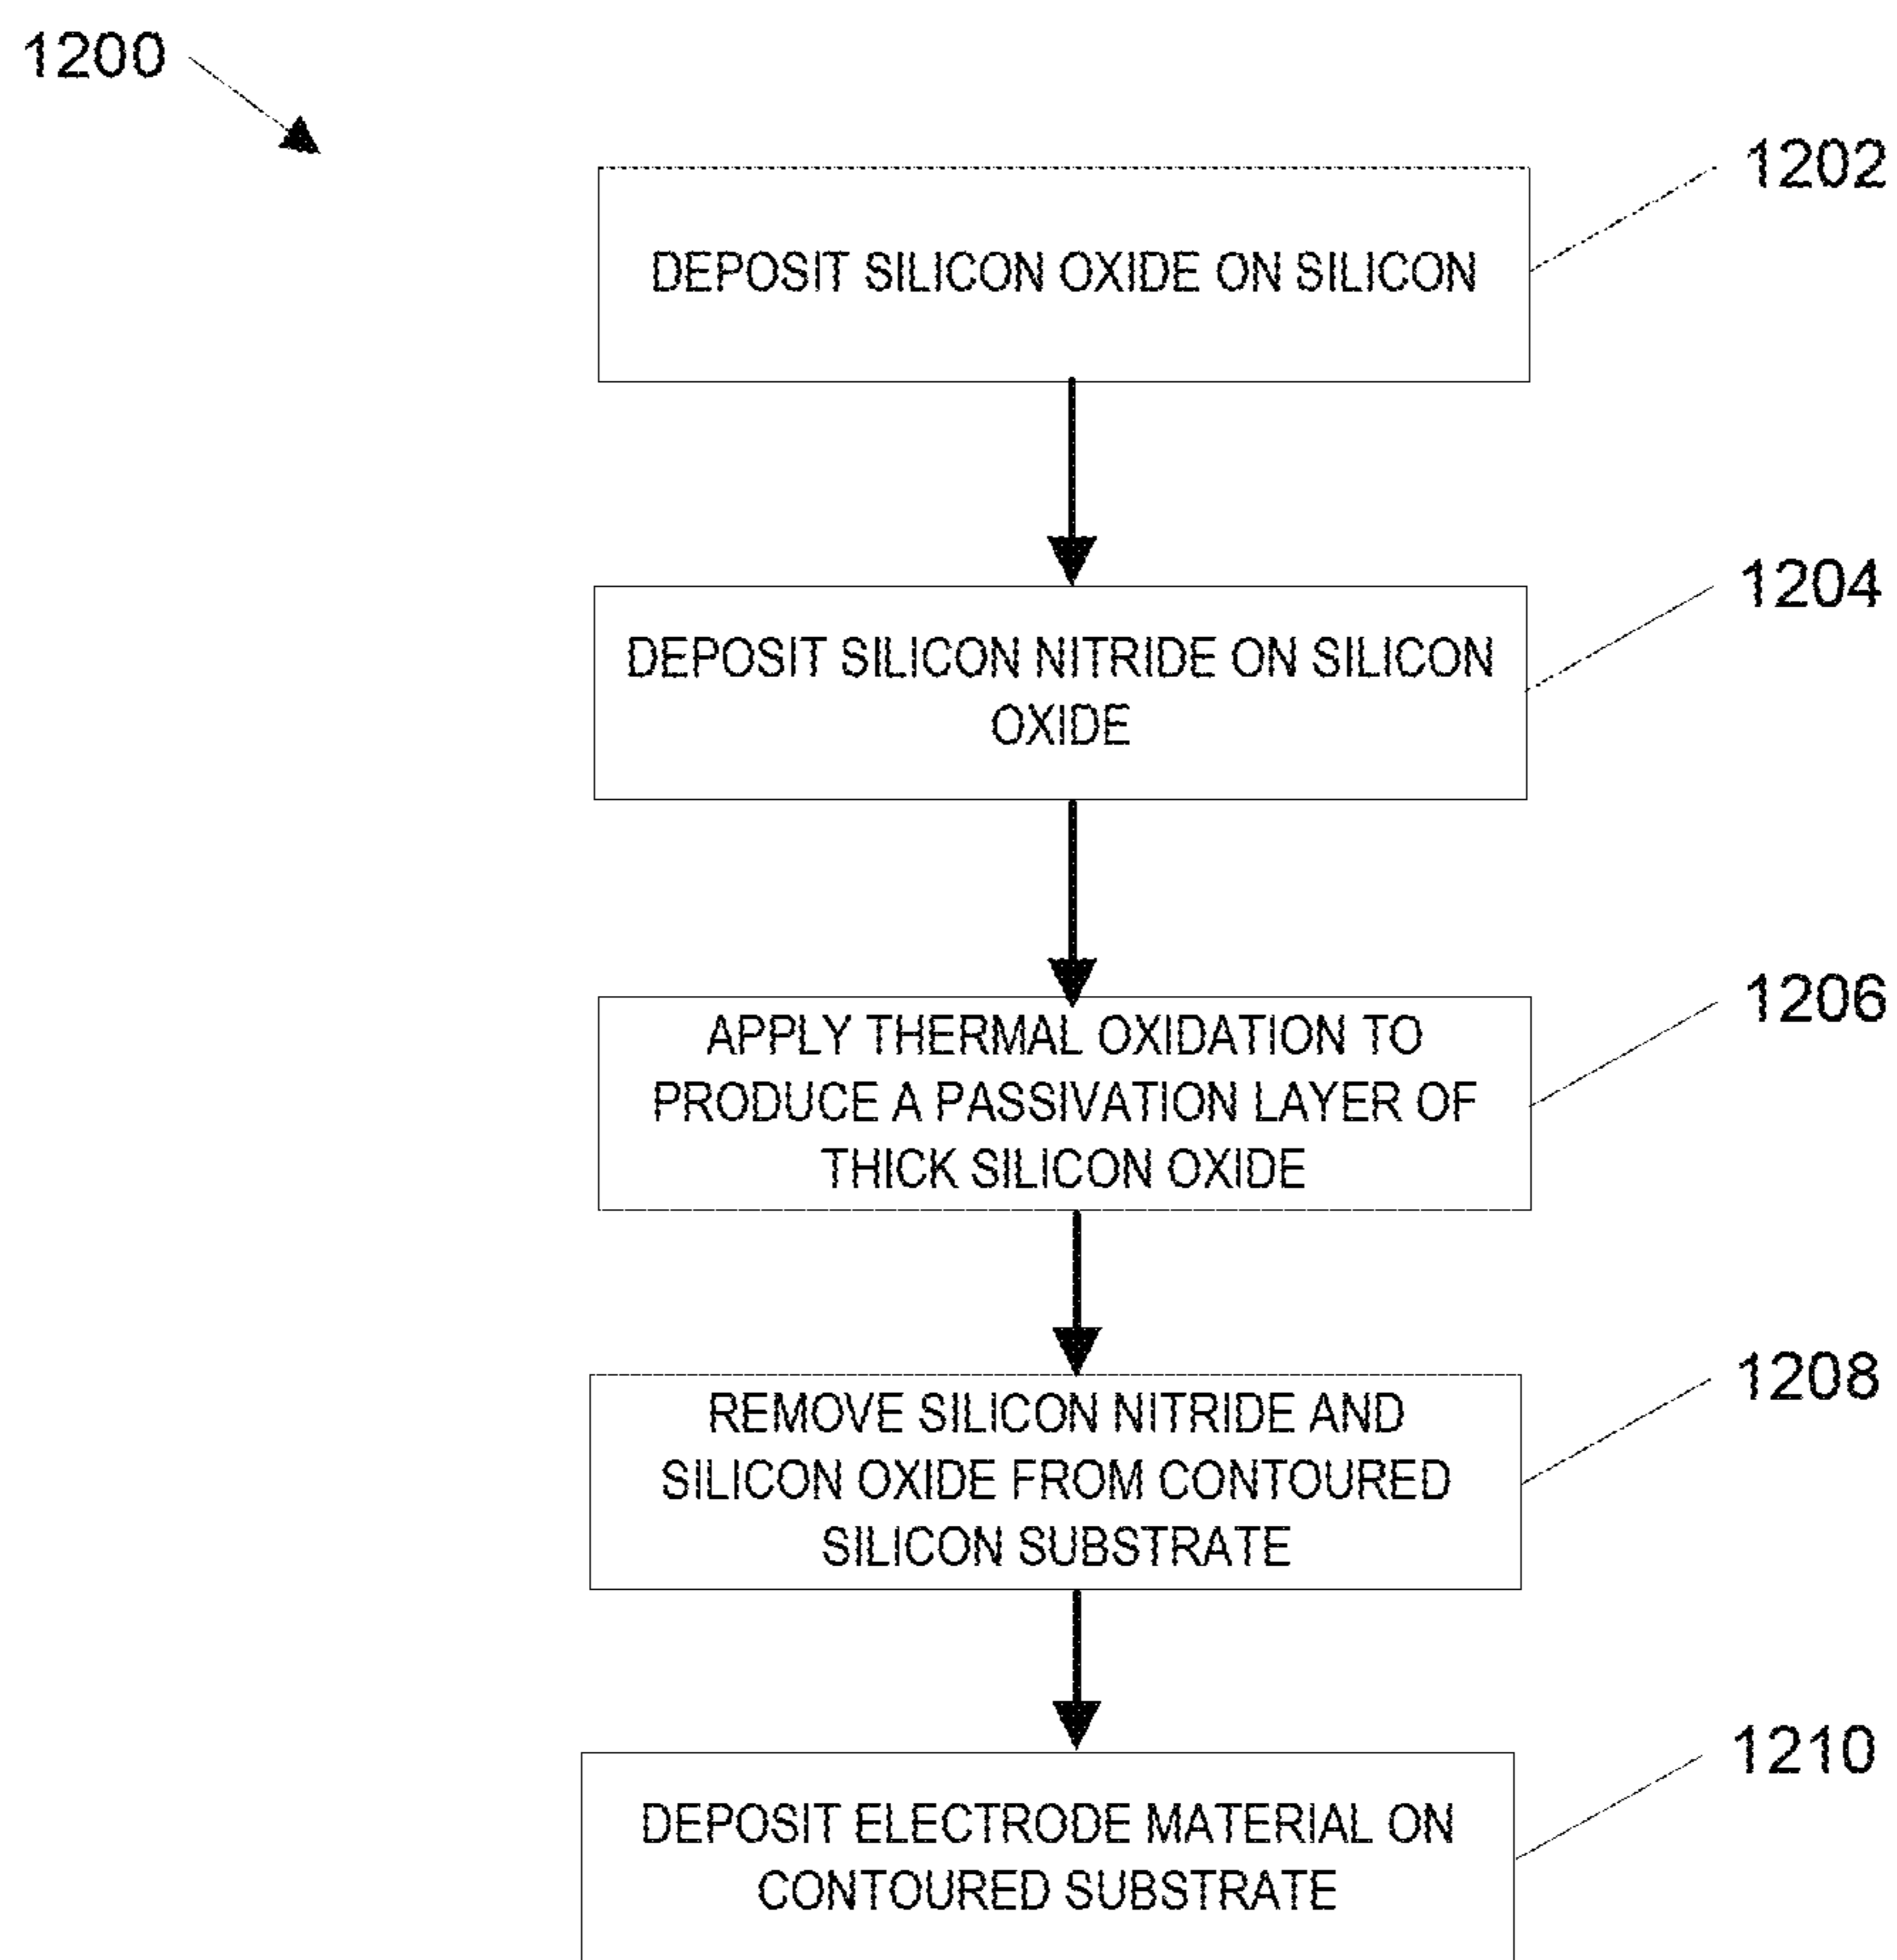 1200
1202
DEPOSIT SILICON OXIDE ON SILICON
1204
DEPOSIT SILICON NITRIDE ON SILICON
OXIDE
1206
APPLY THERMAL OXIDATION TO
PRODUCE A PASSIVATION LAYER OF
THICK SILICON OXIDE
1208
REMOVE SILICON NITRIDE AND
SILICON OXIDE FROM CONTOURED
SILICON SUBSTRATE
1210
DEPOSIT ELECTRODE MATERIAL ON
CONTOURED SUBSTRATE